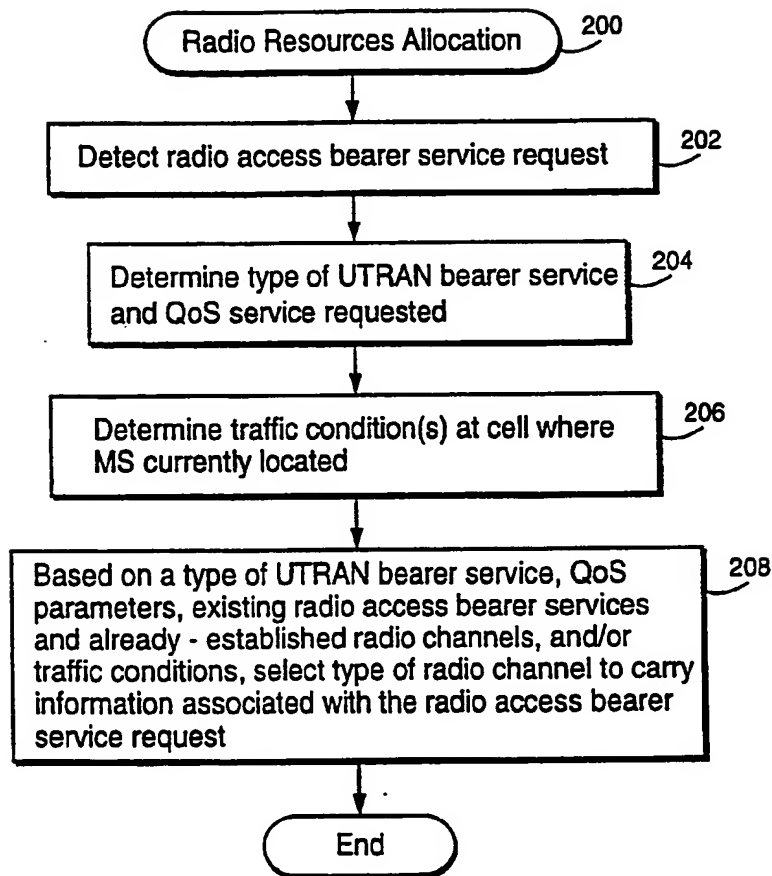 Radio Resources Allocation
200
Detect radio access bearer service request
202
Determine type of UTRAN bearer service
and QoS service requested
204
Determine traffic condition(s) at cell where
MS currently located
206
Based on a type of UTRAN bearer service, QoS
parameters, existing radio access bearer services
and already - established radio channels, and/or
traffic conditions, select type of radio channel to carry
information associated with the radio access bearer
service request
208
End